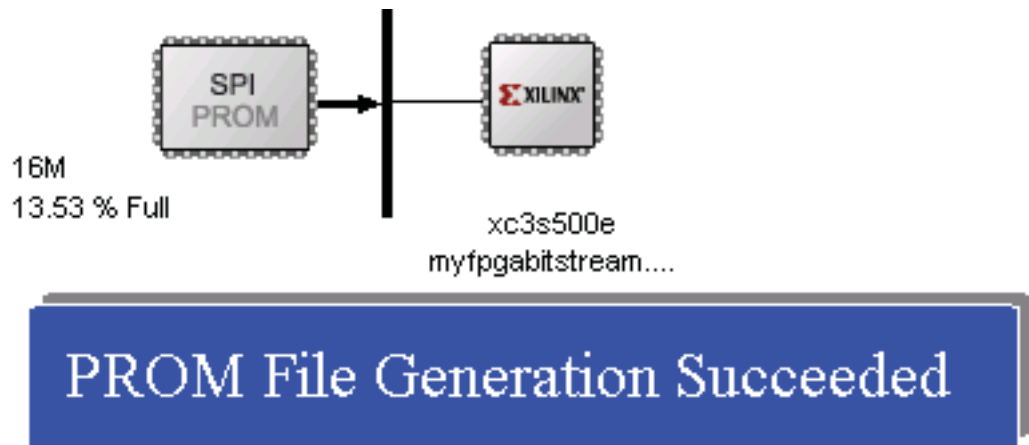 SPI
PROM
XILINX®
16M
13.53 % Full
xc3s500e
myfpgabitstream....
PROM File Generation Succeeded